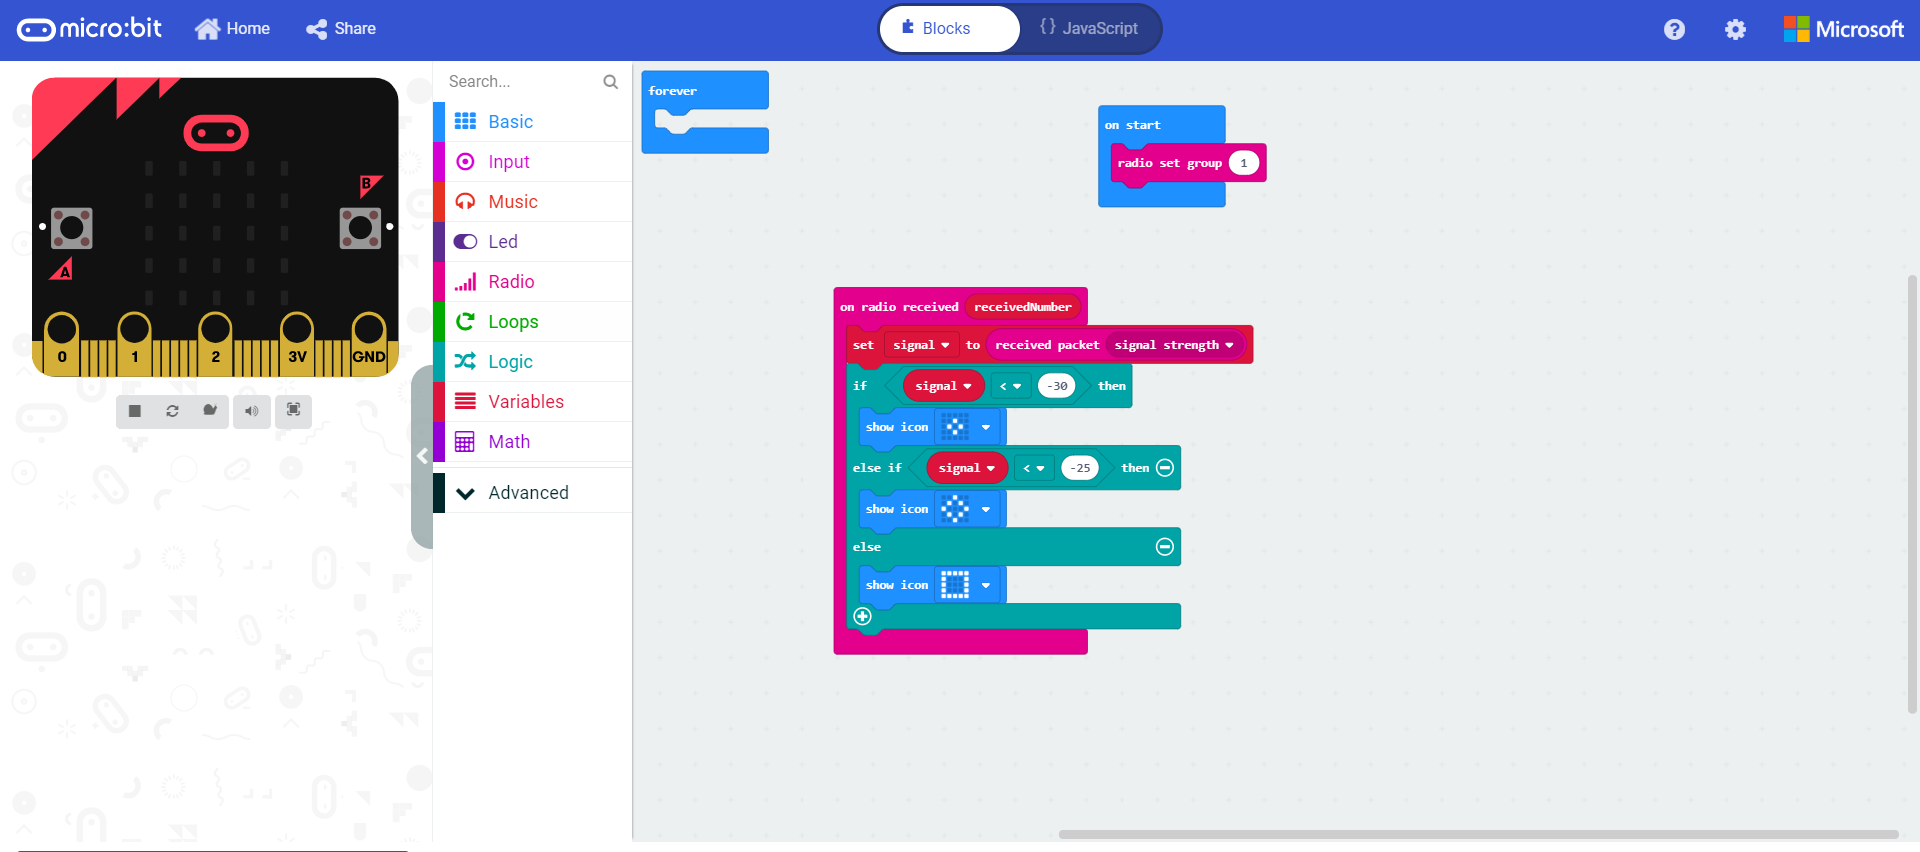 micro:bit Home Share Blocks {} JavaScript ? Microsoft
B
A
0 1 2 3V GND
Search...
Basic
Input
Music
Led
Radio
Loops
Logic
Variables
Math
Advanced
forever
on start
radio set group 1
on radio received receivedNumber
set signal to received packet signal strength
if signal < -30 then
show icon
else if signal < -25 then
show icon
else
show icon